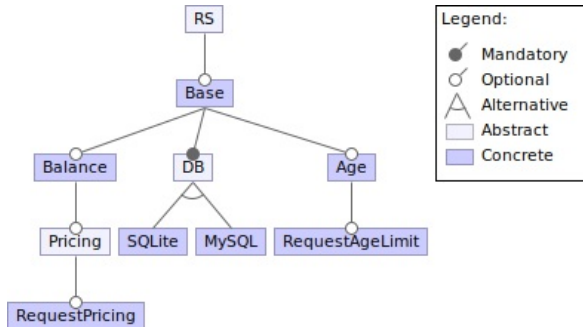 RS
Legend:
Mandatory
Optional
Alternative
Abstract
Concrete
Base
Balance
DB
Age
Pricing
SQLite
MySQL
RequestAgeLimit
RequestPricing